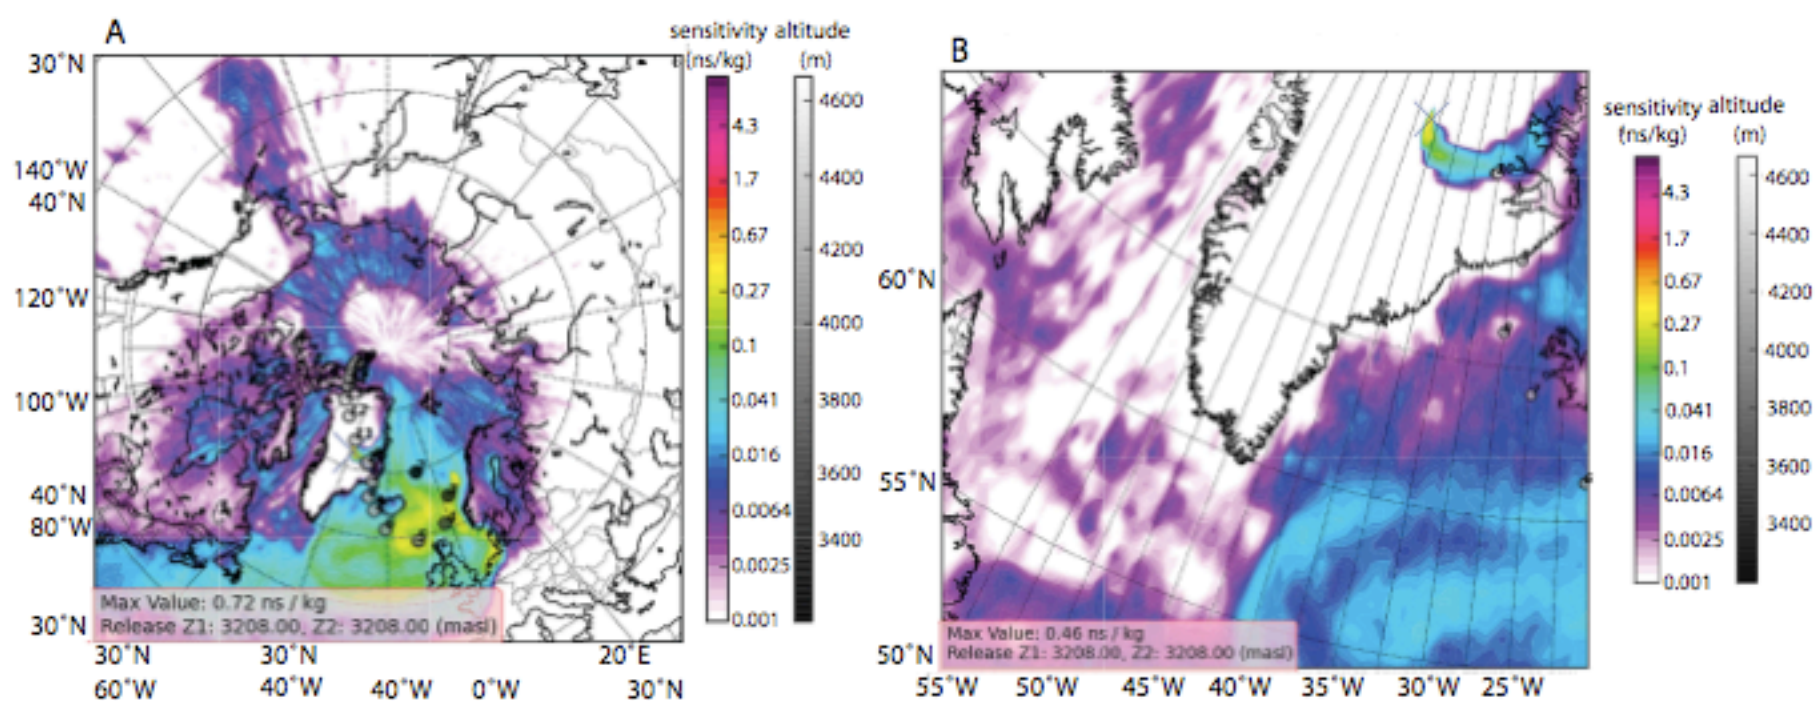 A
sensitivity altitude
(ns/kg) (m)
30˚N
4600
4.3
140˚W
1.7
4400
40˚N
0.67
4200
120˚W
0.27
4000
0.1
100˚W
0.041
3800
0.016
3600
40˚N
80˚W
0.0064
3400
0.0025
Max Value: 0.72 ns / kg
Release Z1: 3208.00, Z2: 3208.00 (masl)
0.001
30˚N
30˚N 30˚N 20˚E
60˚W 40˚W 40˚W 0˚W 30˚N
B
sensitivity altitude
(ns/kg) (m)
4600
4.3
1.7
4400
60˚N
0.67
4200
0.27
4000
0.1
0.041
3800
0.016
3600
55˚N
0.0064
3400
0.0025
0.001
Max Value: 0.46 ns / kg
Release Z1: 3208.00, Z2: 3208.00 (masl)
50˚N
55˚W 50˚W 45˚W 40˚W 35˚W 30˚W 25˚W